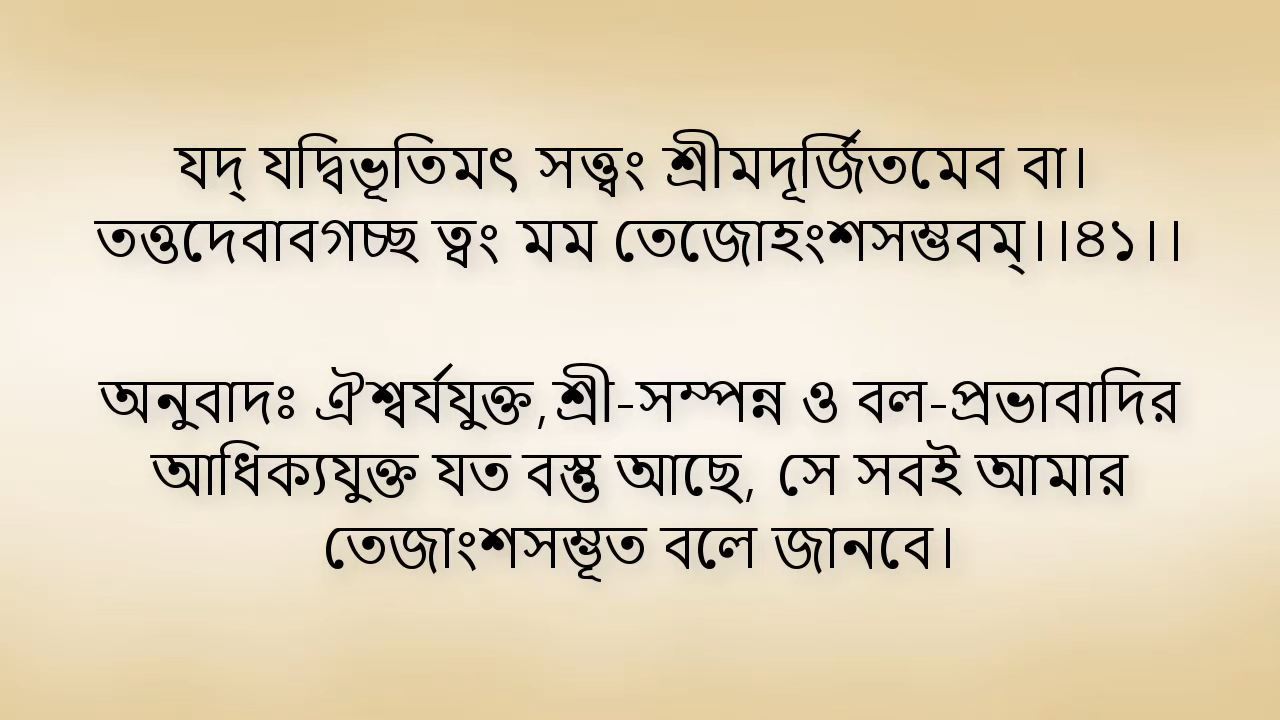 যদ্ যদ্বিভূতিমৎ সত্ত্বং শ্রীমদূর্জিতমেব বা।
তত্তদেবাবগচ্ছ ত্বং মম তেজোহংশসম্ভবম্।।৪১।।
অনুবাদঃ ঐশ্বর্যযুক্ত,শ্রী-সম্পন্ন ও বল-প্রভাবাদির
আধিক্যযুক্ত যত বস্তু আছে, সে সবই আমার
তেজাংশসম্ভূত বলে জানবে।